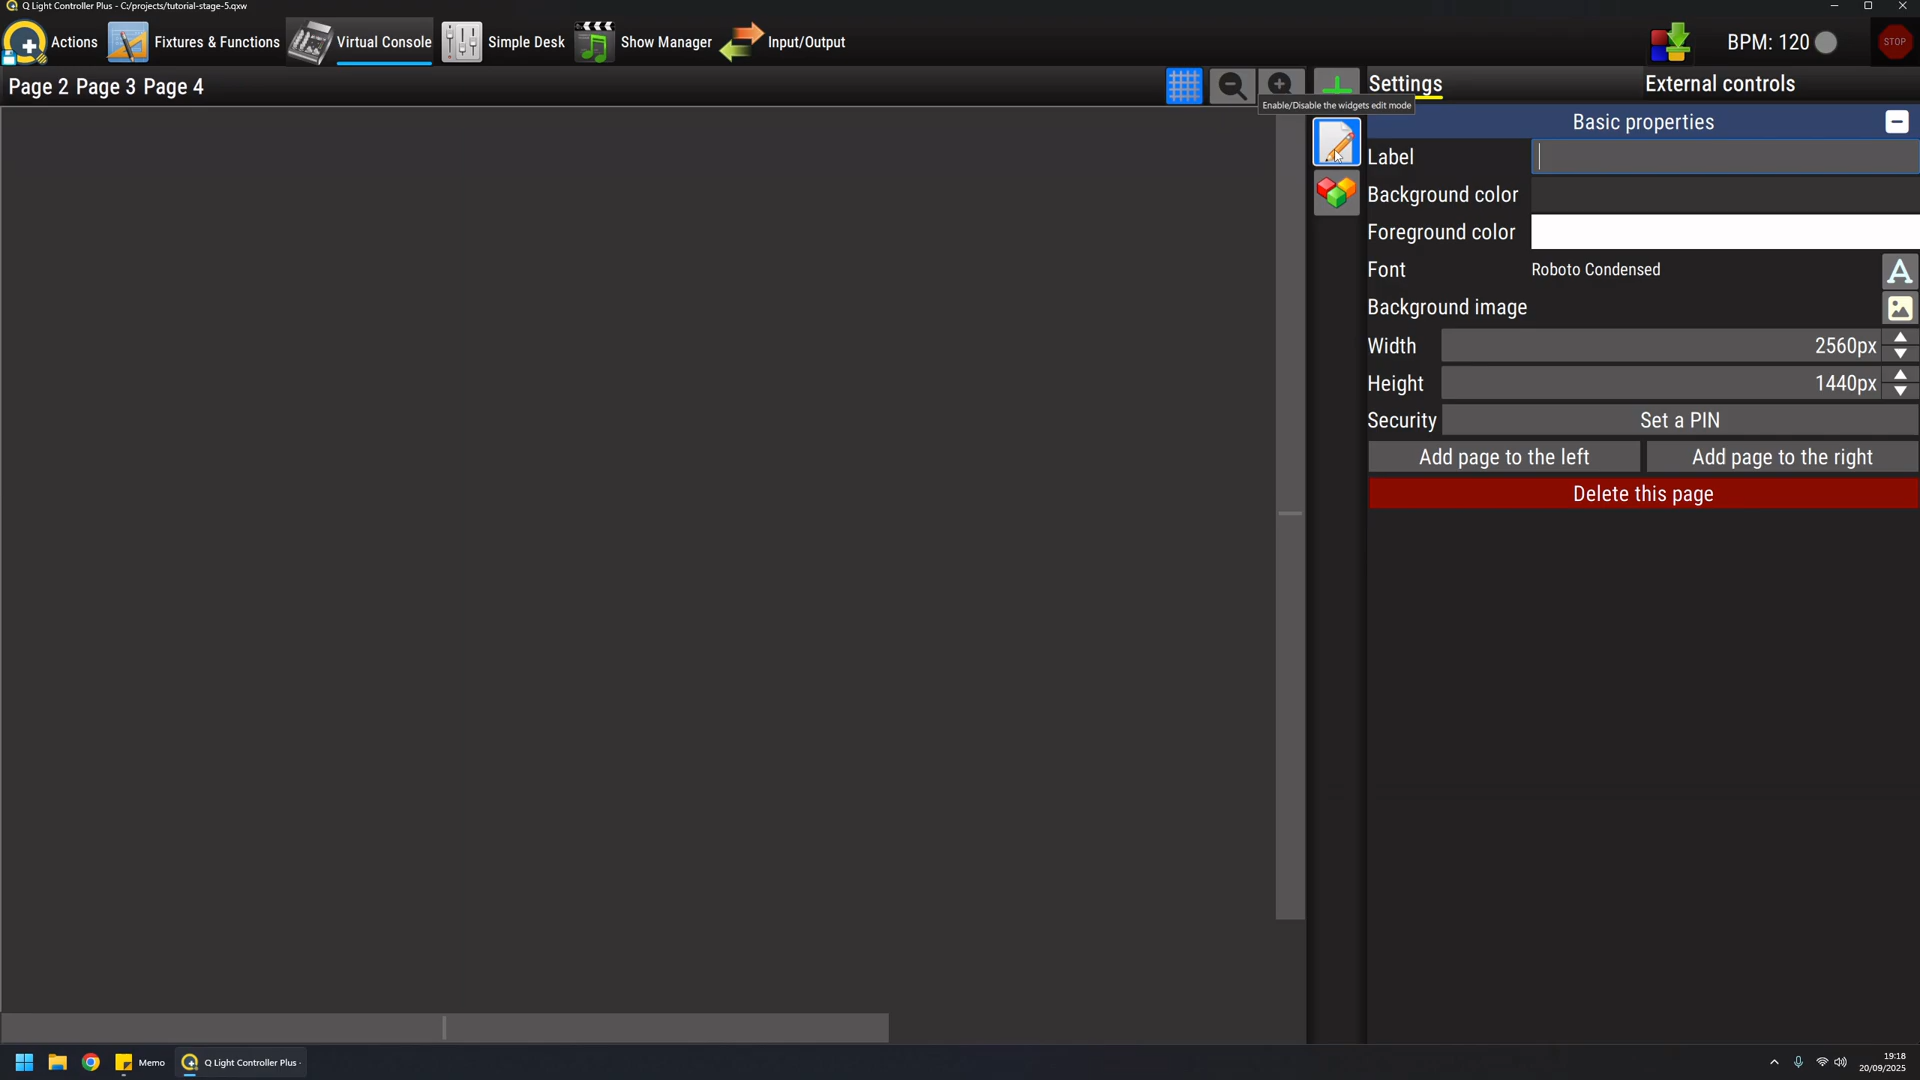 Q Light Controller Plus - C:/projects/tutorial-stage-5.qxw
Actions Fixtures & Functions Virtual Console Simple Desk Show Manager Input/Output BPM: 120 STOP
Page 2 Page 3 Page 4 Settings External controls
Enable/Disable the widgets edit mode
Basic properties
Label
Background color
Foreground color
Font Roboto Condensed
Background image
Width 2560px
Height 1440px
Security Set a PIN
Add page to the left Add page to the right
Delete this page
Memo Q Light Controller Plus - 19:18
20/09/2025